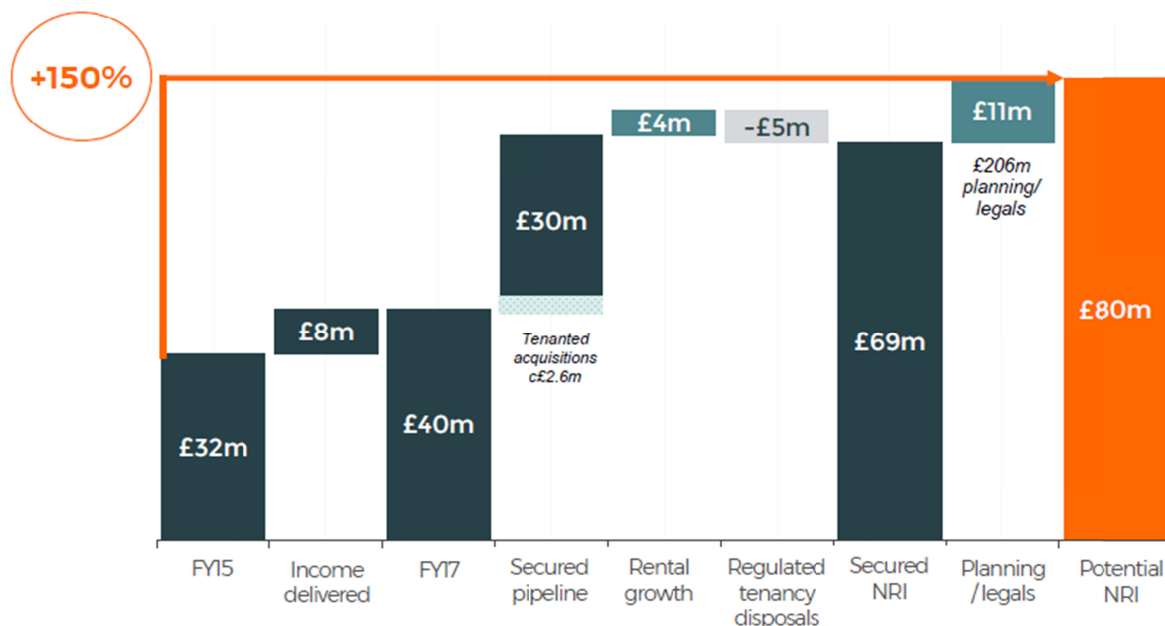 +150%
£32m
£8m
£40m
£30m
Tenanted
acquisitions
c£2.6m
£4m
-£5m
£69m
£11m
£206m
planning/
legals
£80m
FY15
Income
delivered
FY17
Secured
pipeline
Rental
growth
Regulated
tenancy
disposals
Secured
NRI
Planning
/legals
Potential
NRI